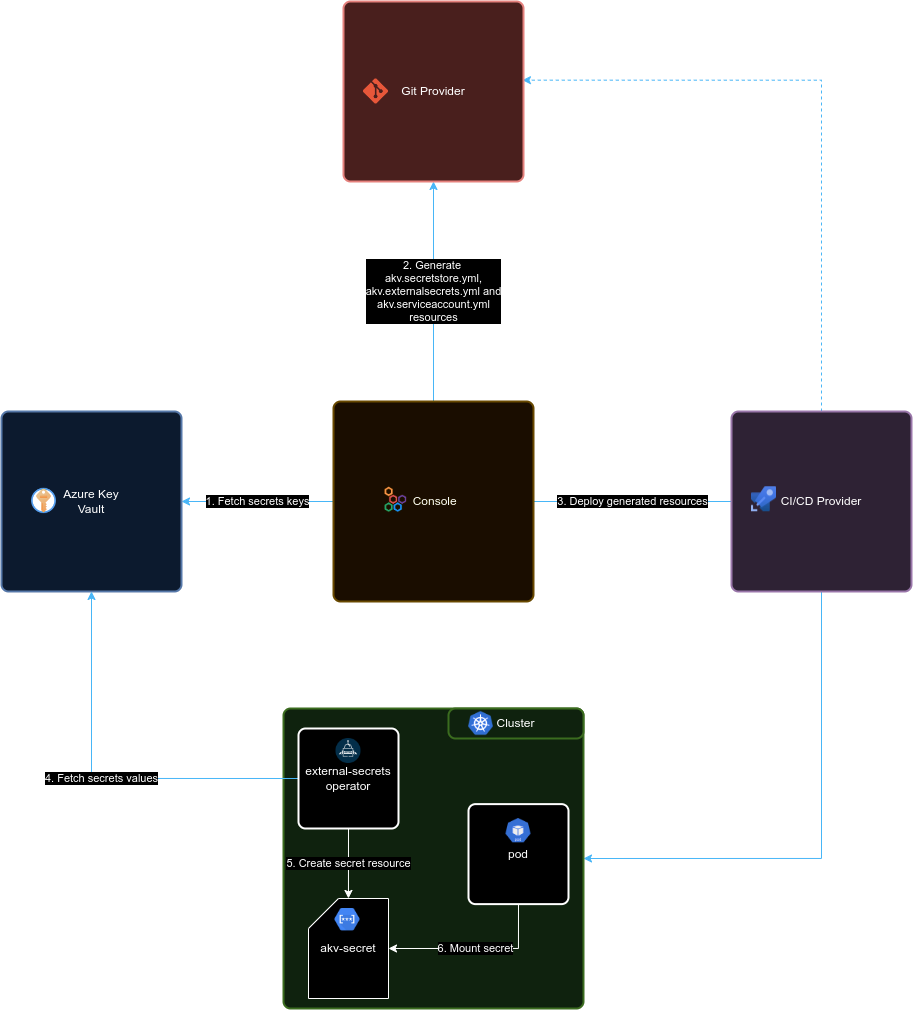 Git Provider
2. Generate
akv.secretstore.yml,
akv.externalsecrets.yml and
akv.serviceaccount.yml
resources
Azure Key
Vault
1. Fetch secrets keys
Console
3. Deploy generated resources
CI/CD Provider
Cluster
external-secrets
operator
4. Fetch secrets values
pod
5. Create secret resource
akv-secret
6. Mount secret